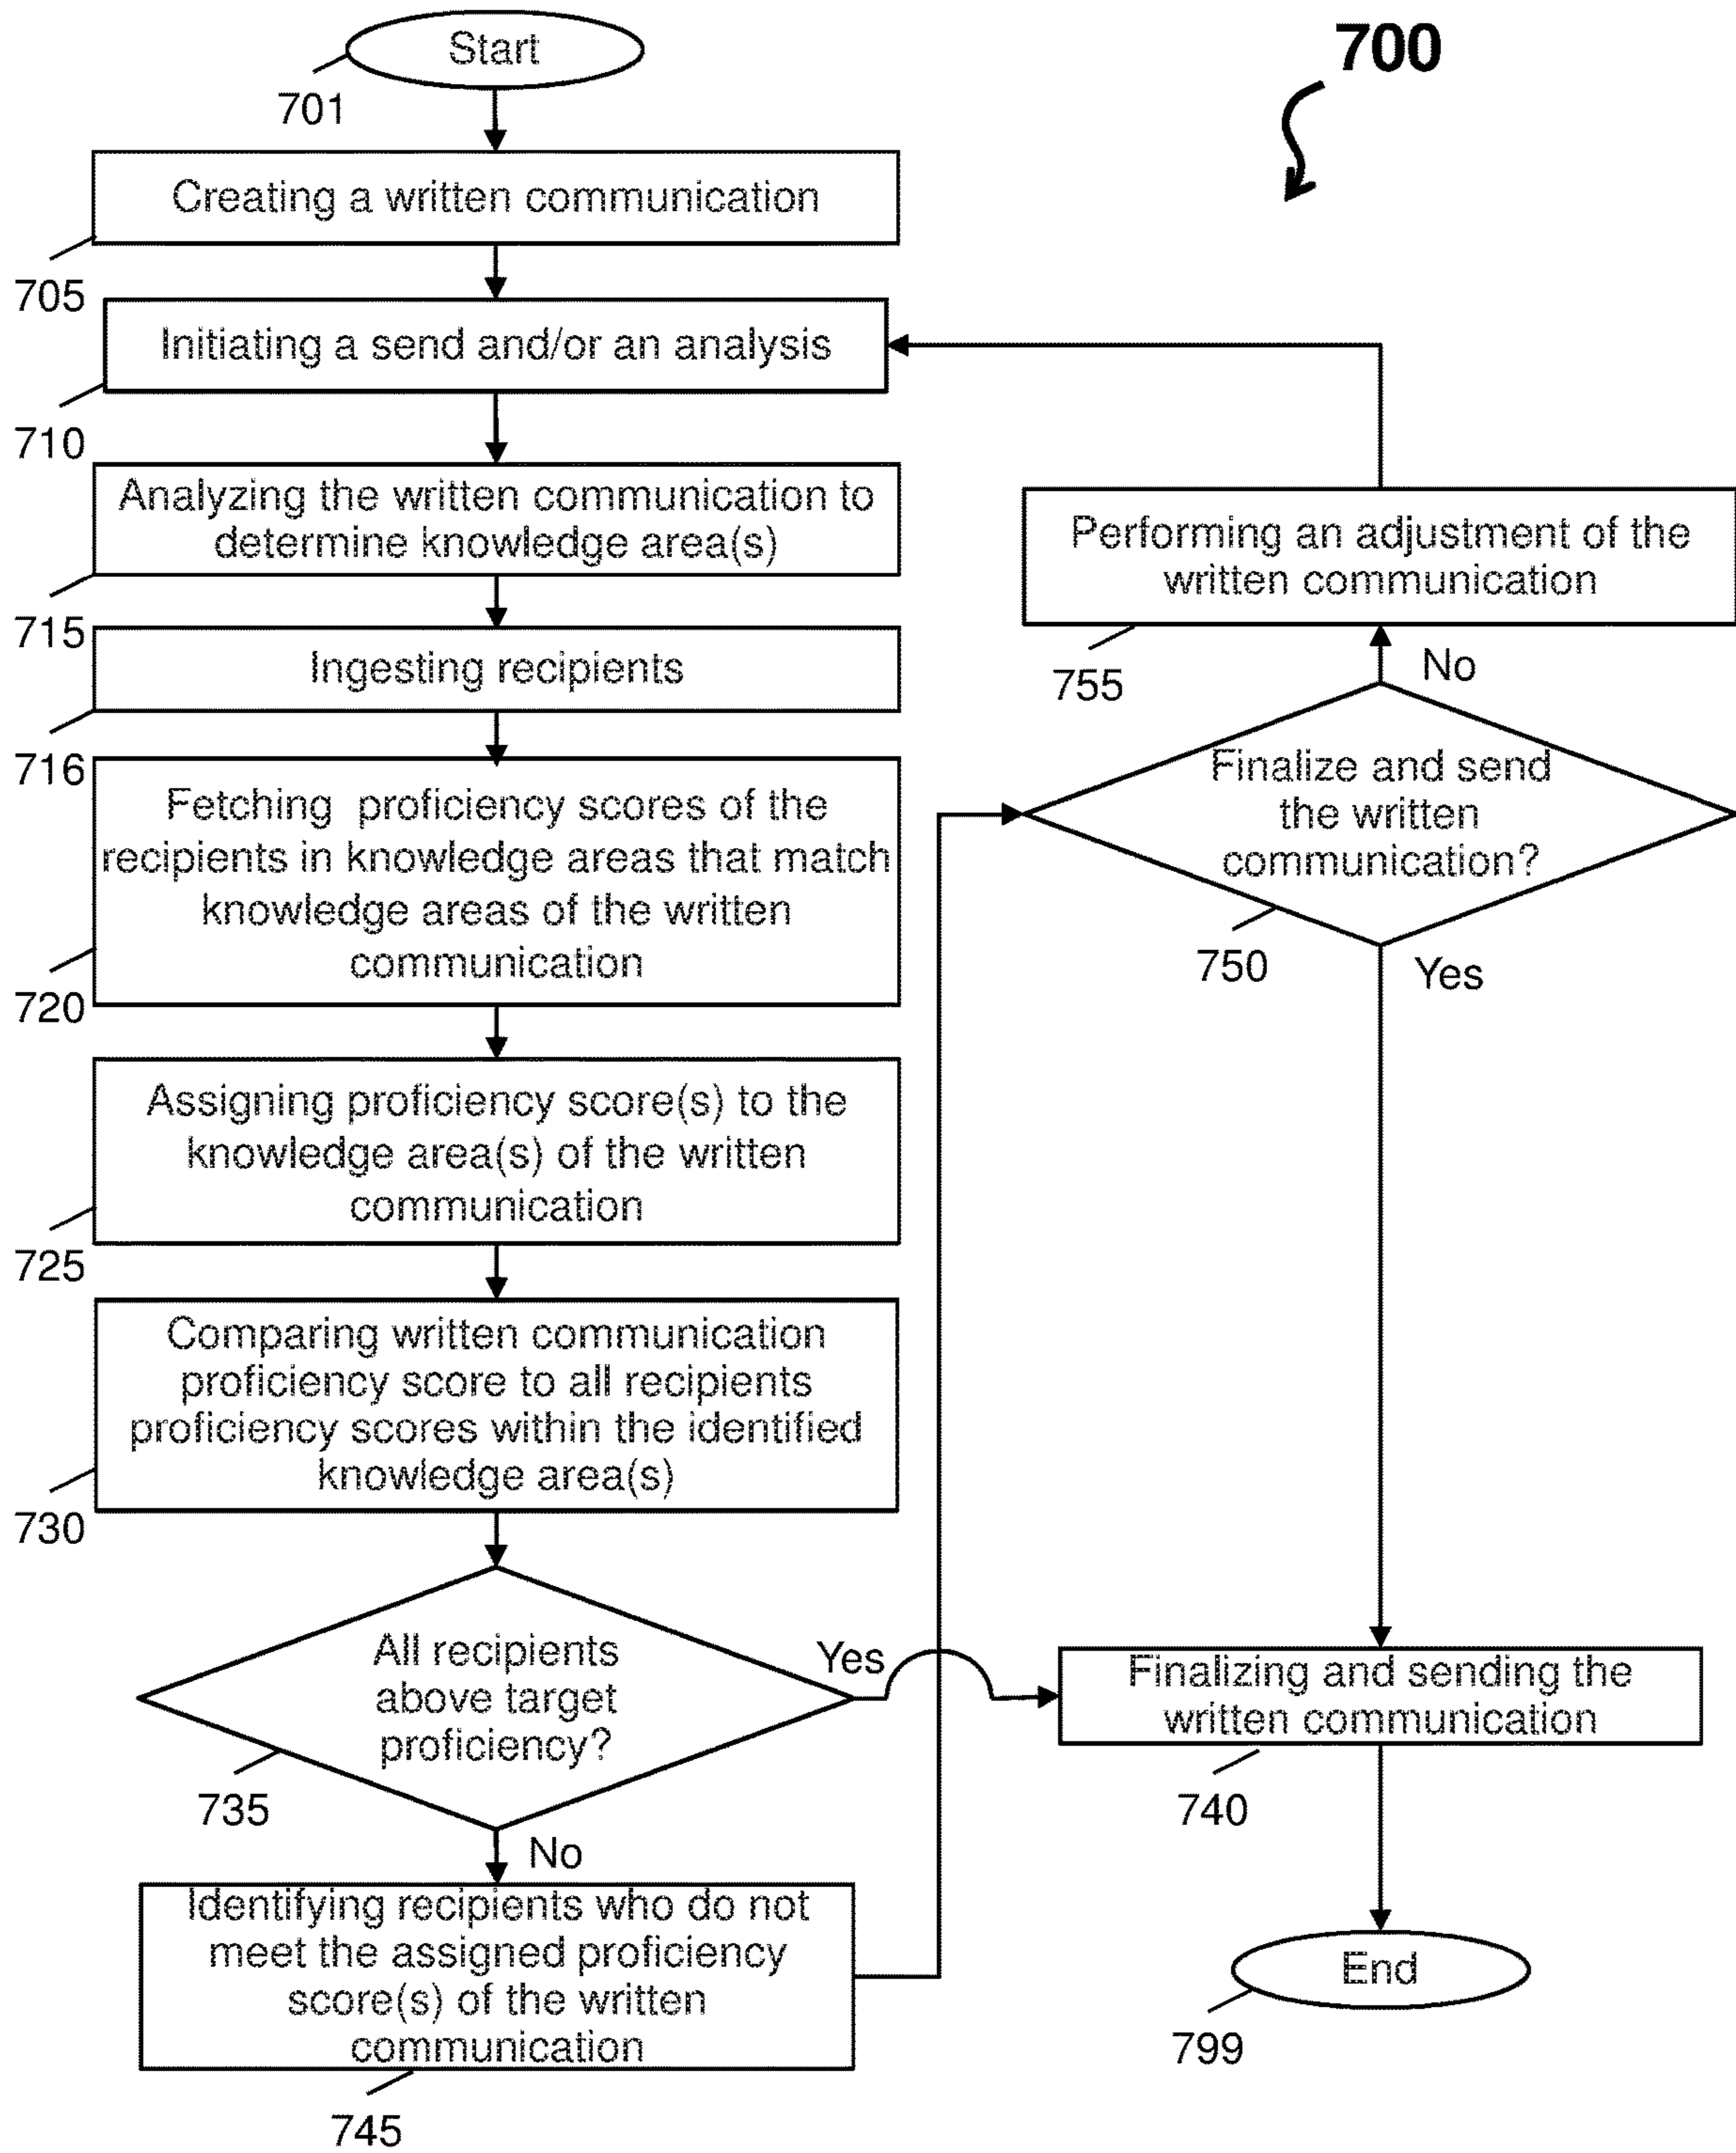 700
Start
701
Creating a written communication
705
Initiating a send and/or an analysis
710
Analyzing the written communication to
determine knowledge area(s)
715
Ingesting recipients
716
Fetching proficiency scores of the
recipients in knowledge areas that match
knowledge areas of the written
communication
720
Assigning proficiency score(s) to the
knowledge area(s) of the written
communication
725
Comparing written communication
proficiency score to all recipients
proficiency scores within the identified
knowledge area(s)
730
All recipients
above target
proficiency?
735
Yes
No
Identifying recipients who do not
meet the assigned proficiency
score(s) of the written
communication
745
Performing an adjustment of the
written communication
755
No
Finalize and send
the written
communication?
750
Yes
Finalizing and sending the
written communication
740
End
799